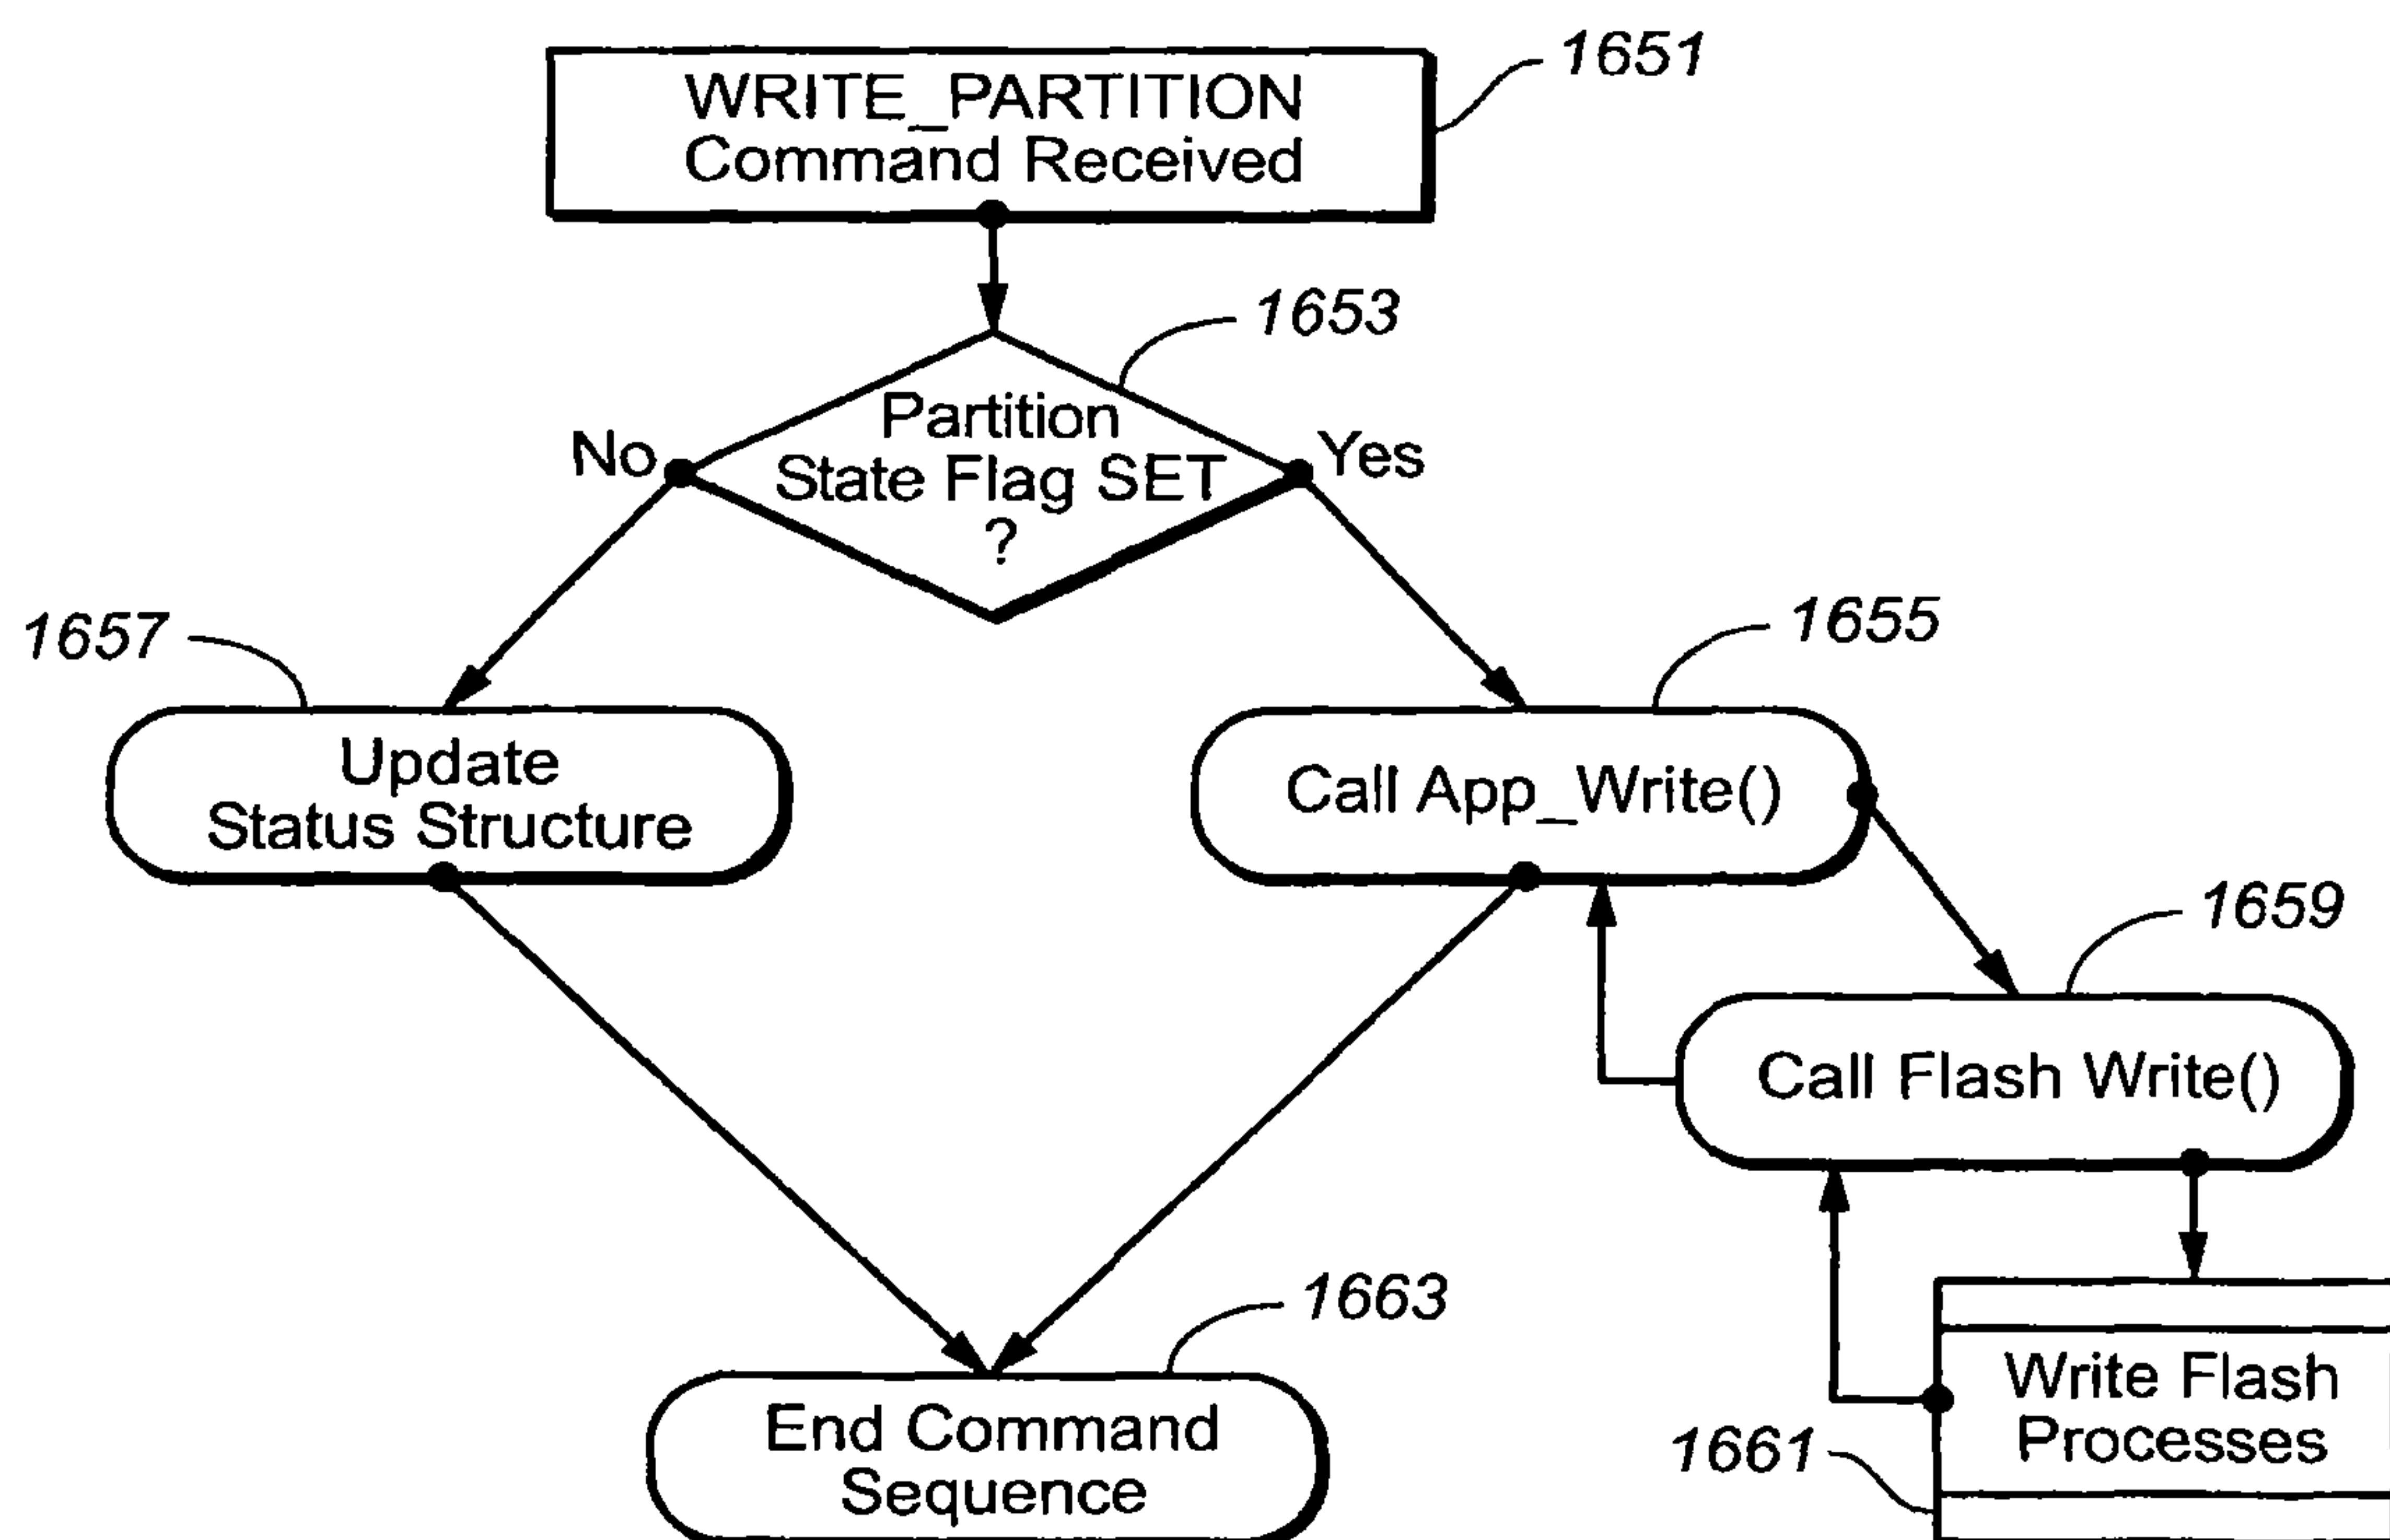 WRITE_PARTITION
Command Received
1651
1653
Partition
State Flag SET
?
No
Yes
1657
1655
Update
Status Structure
Call App_Write()
1659
Call Flash Write()
1663
End Command
Sequence
Write Flash
Processes
1661